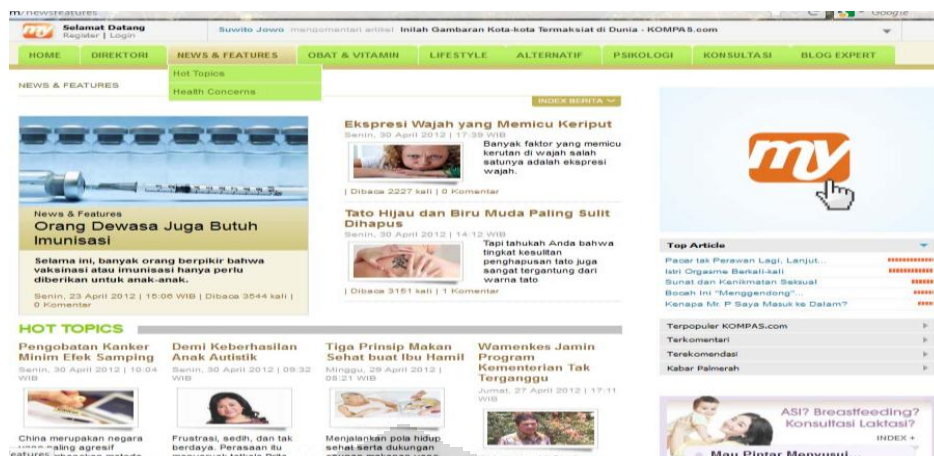 m/newsfeatures
Google
my
Selamat Datang
Register | Login
Suwito Jowo mengomentari artikel Inilah Gambaran Kota-kota Termaksiat di Dunia - KOMPAS.com
HOME DIREKTORI NEWS & FEATURES OBAT & VITAMIN LIFESTYLE ALTERNATIF PSIKOLOGI KONSULTASI BLOG EXPERT
Hot Topics
Health Concerns
NEWS & FEATURES
INDEX BERITA
News & Features
Orang Dewasa Juga Butuh
Imunisasi
Selama ini, banyak orang berpikir bahwa
vaksinasi atau imunisasi hanya perlu
diberikan untuk anak-anak.
Senin, 23 April 2012 | 15:06 WIB | Dibaca 3544 kali |
0 Komentar
Ekspresi Wajah yang Memicu Keriput
Senin, 30 April 2012 | 17:39 WIB
Banyak faktor yang memicu
kerutan di wajah salah
satunya adalah ekspresi
wajah.
| Dibaca 2227 kali | 0 Komentar
Tato Hijau dan Biru Muda Paling Sulit
Dihapus
Senin, 30 April 2012 | 14:12 WIB
Tapi tahukah Anda bahwa
tingkat kesulitan
penghapusan tato juga
sangat tergantung dari
warna tato
| Dibaca 3151 kali | 1 Komentar
my
Top Article
Pacar tak Perawan Lagi, Lanjut...
Istri Orgasme Berkali-kali
Sunat dan Kenikmatan Seksual
Bocah Ini "Menggendong"...
Kenapa Mr. P Saya Masuk ke Dalam?
Terpopuler KOMPAS.com
Terkomentari
Terekomendasi
Kabar Palmerah
HOT TOPICS
Pengobatan Kanker
Minim Efek Samping
Senin, 30 April 2012 | 10:04
WIB
China merupakan negara
yang paling agresif
Demi Keberhasilan
Anak Autistik
Senin, 30 April 2012 | 09:32
WIB
Frustrasi, sedih, dan tak
berdaya. Perasaan itu
Tiga Prinsip Makan
Sehat buat Ibu Hamil
Minggu, 29 April 2012 |
08:21 WIB
Menjalankan pola hidup
sehat serta dukungan
Wamenkes Jamin
Program
Kementerian Tak
Terganggu
Jumat, 27 April 2012 | 17:11
WIB
ASI? Breastfeeding?
Konsultasi Laktasi?
INDEX +
Mau Pintar Menyusui...
eatures